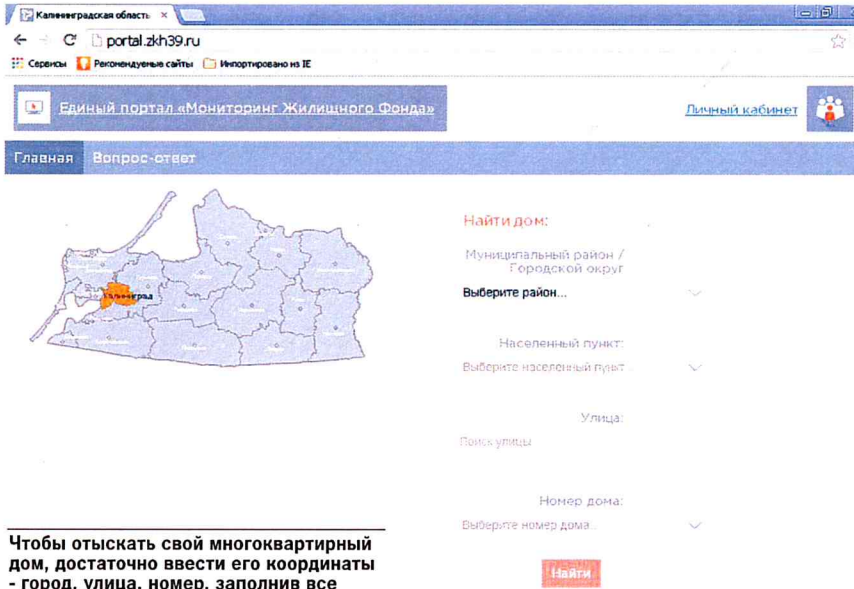 Калининградская область
portal.zkh39.ru
Сервисы Рекомендуемые сайты Импортировано из IE
Единый портал «Мониторинг Жилищного Фонда»
Личный кабинет
Главная Вопрос-ответ
Калининград
Найти дом:
Муниципальный район /
Городской округ
Выберите район...
Населенный пункт:
Выберите населенный пункт...
Улица:
Поиск улицы
Номер дома:
Выберите номер дома...
Найти
Чтобы отыскать свой многоквартирный
дом, достаточно ввести его координаты
- город, улица, номер, заполнив все